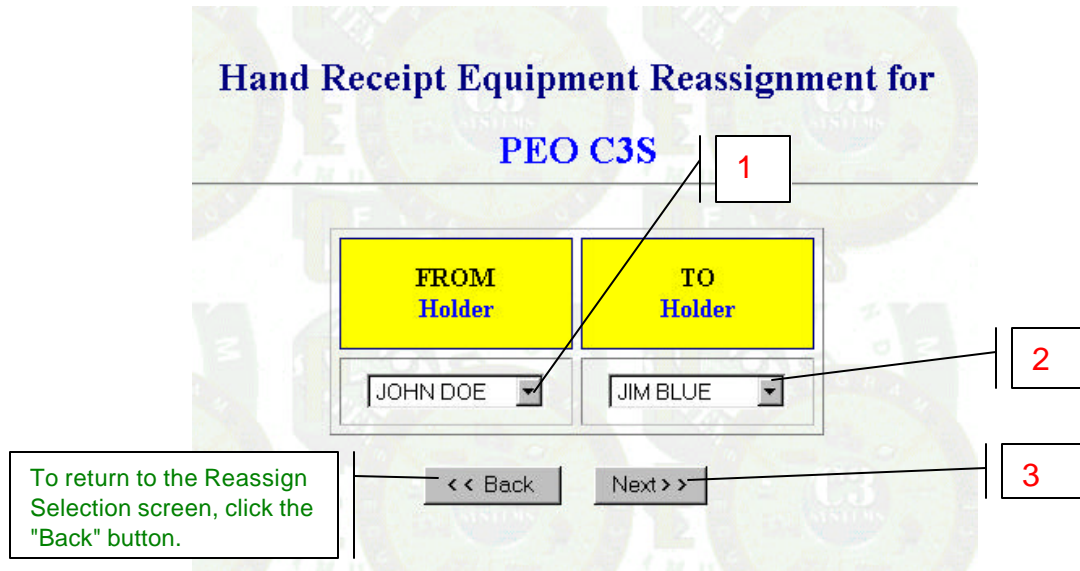 Hand Receipt Equipment Reassignment for
PEO C3S
1
FROM
Holder
TO
Holder
JOHN DOE
JIM BLUE
2
To return to the Reassign
Selection screen, click the
"Back" button.
<< Back
Next>>
3